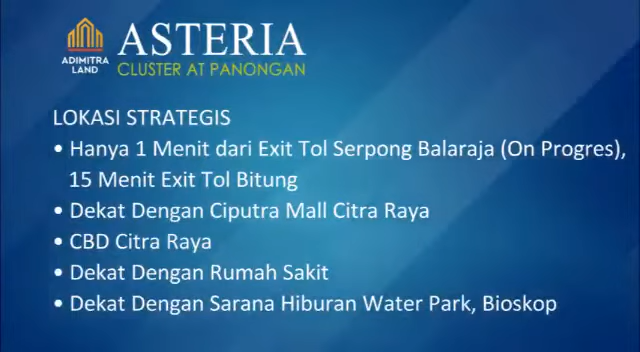 ADIMITRA
LAND
ASTERIA
CLUSTER AT PANONGAN
LOKASI STRATEGIS
• Hanya 1 Menit dari Exit Tol Serpong Balaraja (On Progres),
15 Menit Exit Tol Bitung
• Dekat Dengan Ciputra Mall Citra Raya
• CBD Citra Raya
• Dekat Dengan Rumah Sakit
• Dekat Dengan Sarana Hiburan Water Park, Bioskop